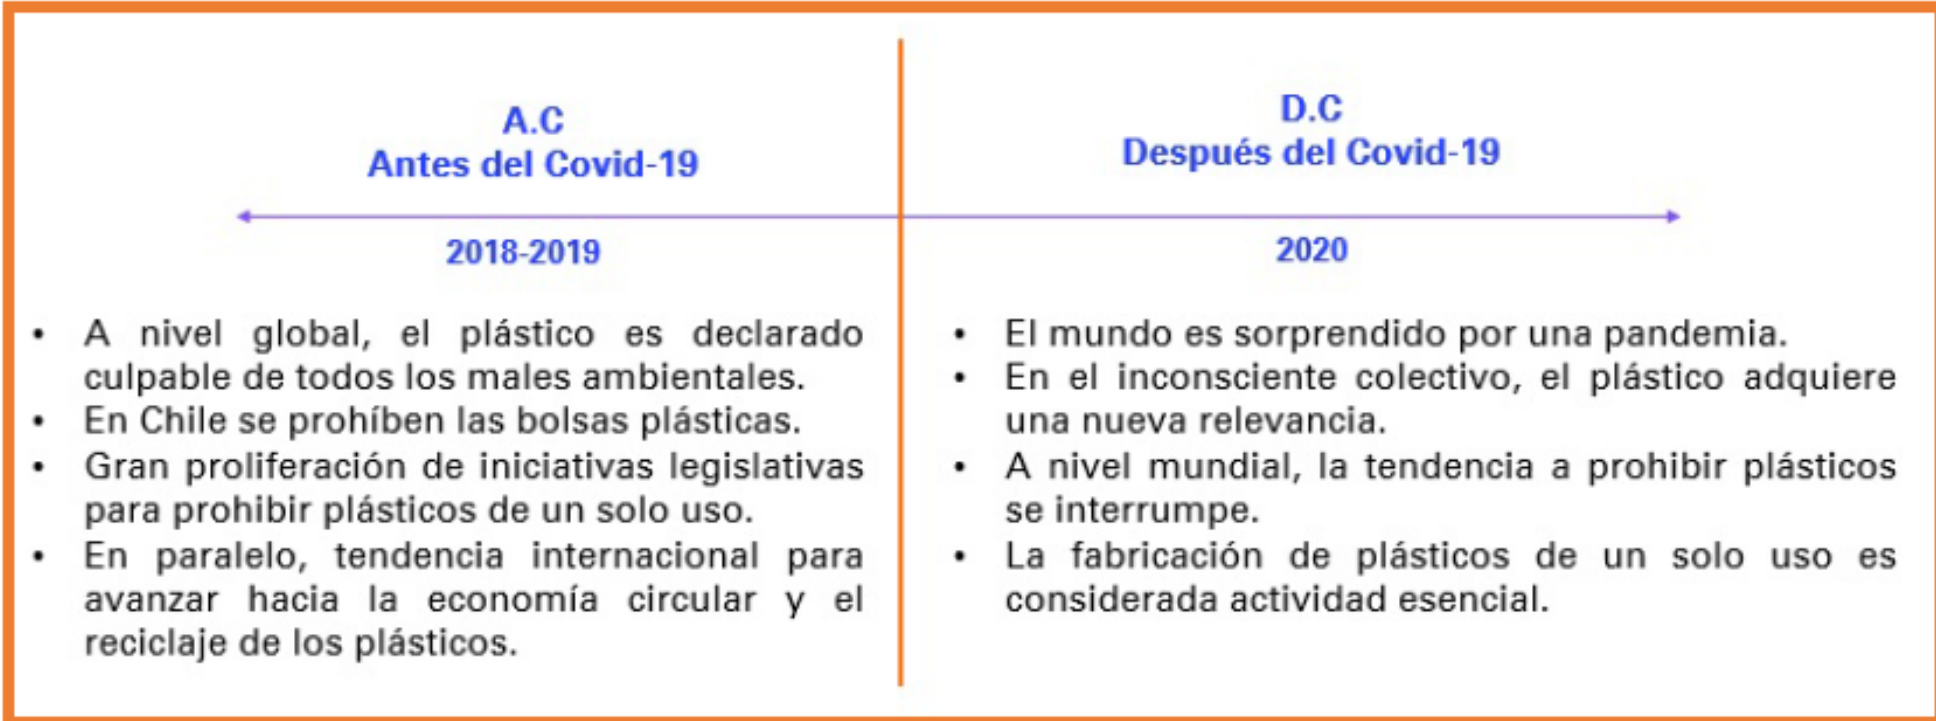 A.C
Antes del Covid-19
2018-2019
• A nivel global, el plástico es declarado
culpable de todos los males ambientales.
• En Chile se prohíben las bolsas plásticas.
• Gran proliferación de iniciativas legislativas
para prohibir plásticos de un solo uso.
• En paralelo, tendencia internacional para
avanzar hacia la economía circular y el
reciclaje de los plásticos.
D.C
Después del Covid-19
2020
• El mundo es sorprendido por una pandemia.
• En el inconsciente colectivo, el plástico adquiere
una nueva relevancia.
• A nivel mundial, la tendencia a prohibir plásticos
se interrumpe.
• La fabricación de plásticos de un solo uso es
considerada actividad esencial.